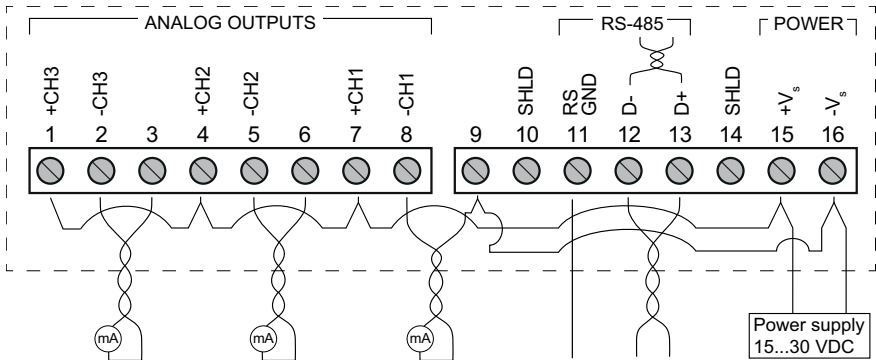 ANALOG OUTPUTS RS-485 POWER
+CH3 -CH3 +CH2 -CH2 +CH1 -CH1 SHLD RS GND D- D+ SHLD +Vs -Vs
1 2 3 4 5 6 7 8 9 10 11 12 13 14 15 16
mA mA mA
Power supply
15...30 VDC